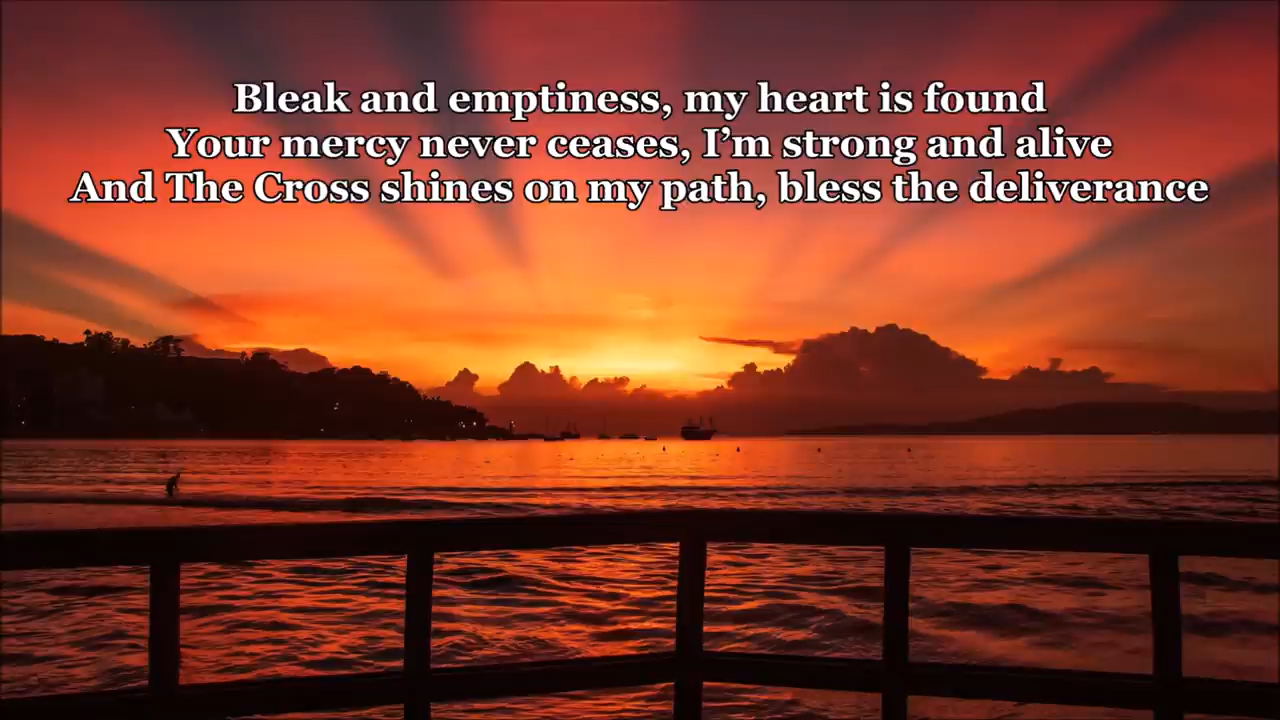 Bleak and emptiness, my heart is found
Your mercy never ceases, I’m strong and alive
And The Cross shines on my path, bless the deliverance